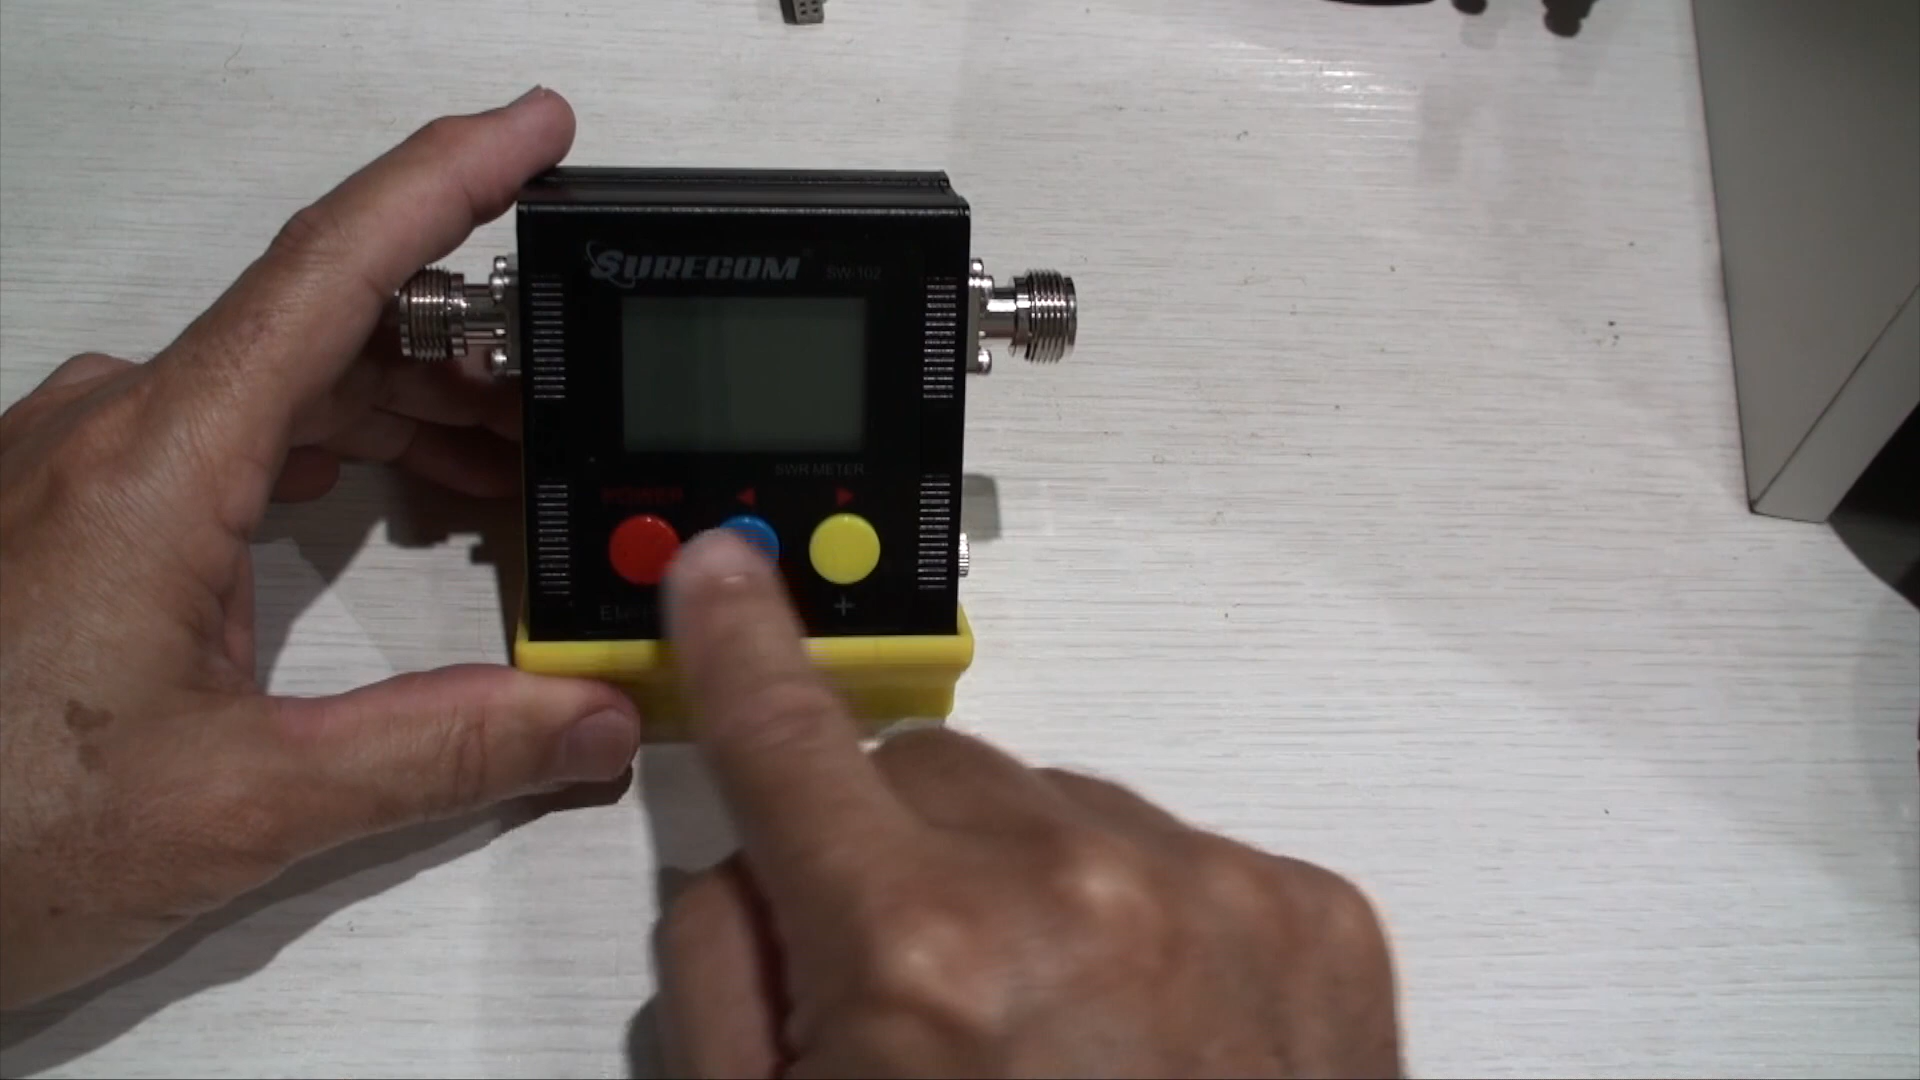 SURECOM
SW-102
SWR METER
POWER
◀ ▶
+